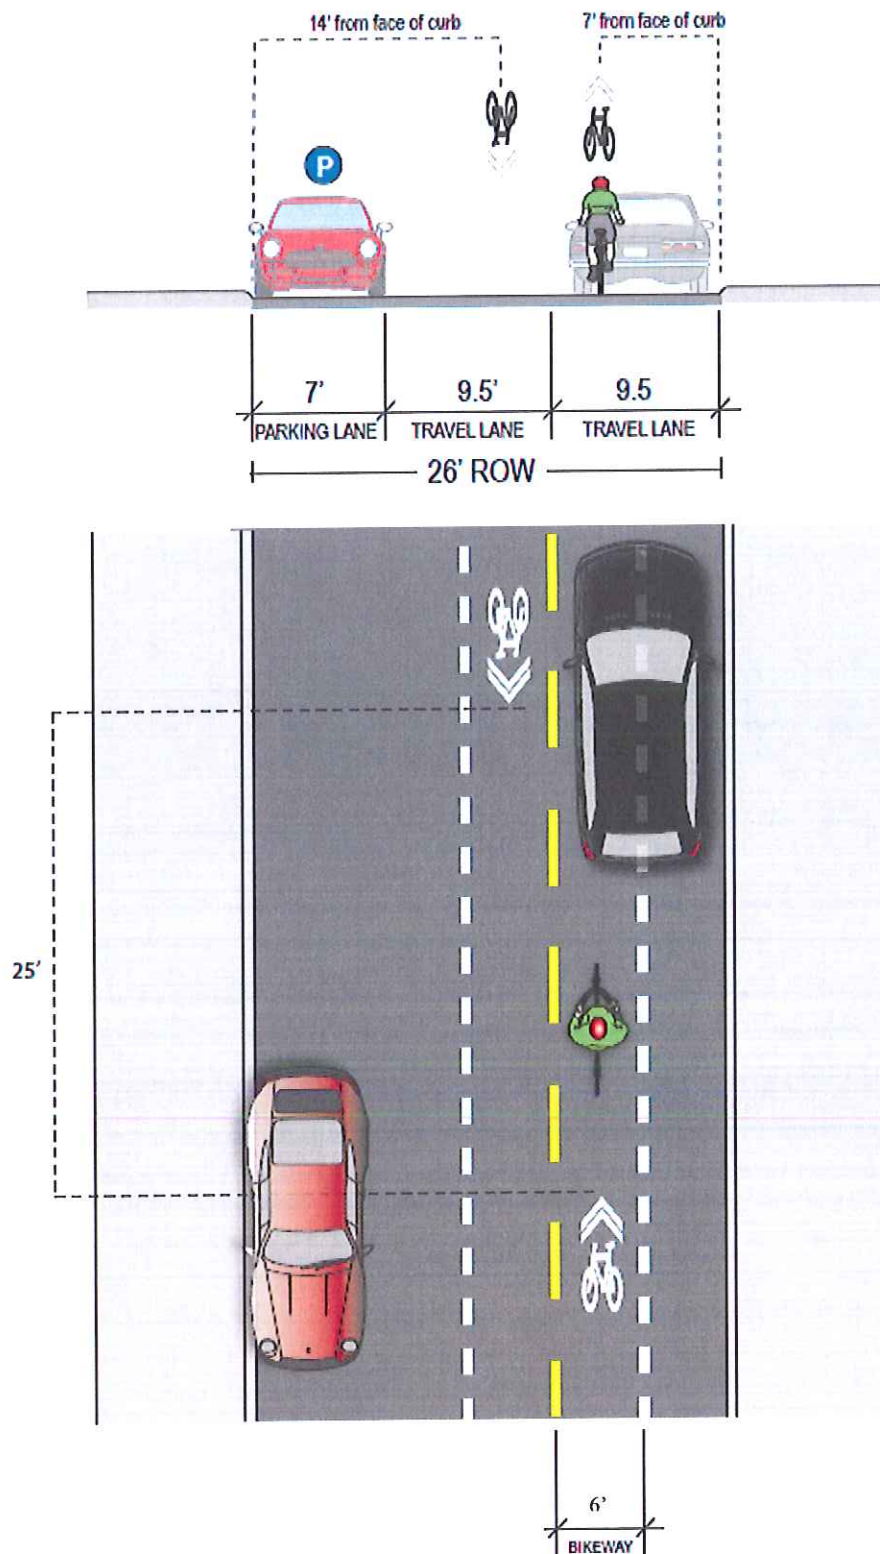 14' from face of curb
7' from face of curb
P
7'
9.5'
9.5
PARKING LANE
TRAVEL LANE
TRAVEL LANE
26' ROW
25'
6'
BIKEWAY